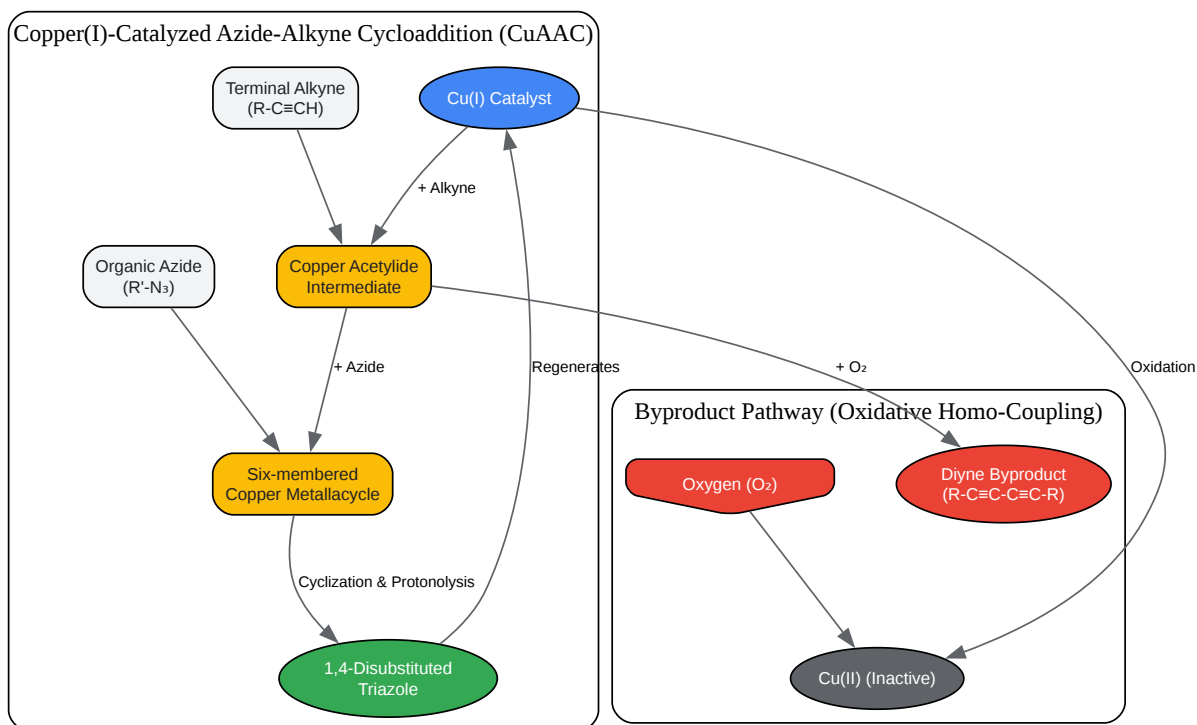 Copper(I)-Catalyzed Azide-Alkyne Cycloaddition (CuAAC)
Terminal Alkyne
(R-C≡CH)
Cu(I) Catalyst
+ Alkyne
Organic Azide
(R'-N₃)
Copper Acetylide
Intermediate
+ Azide
Regenerates
+ O₂
Oxidation
Byproduct Pathway (Oxidative Homo-Coupling)
Six-membered
Copper Metallacycle
Oxygen (O₂)
Diyne Byproduct
(R-C≡C-C≡C-R)
Cyclization & Protonolysis
1,4-Disubstituted
Triazole
Cu(II) (Inactive)